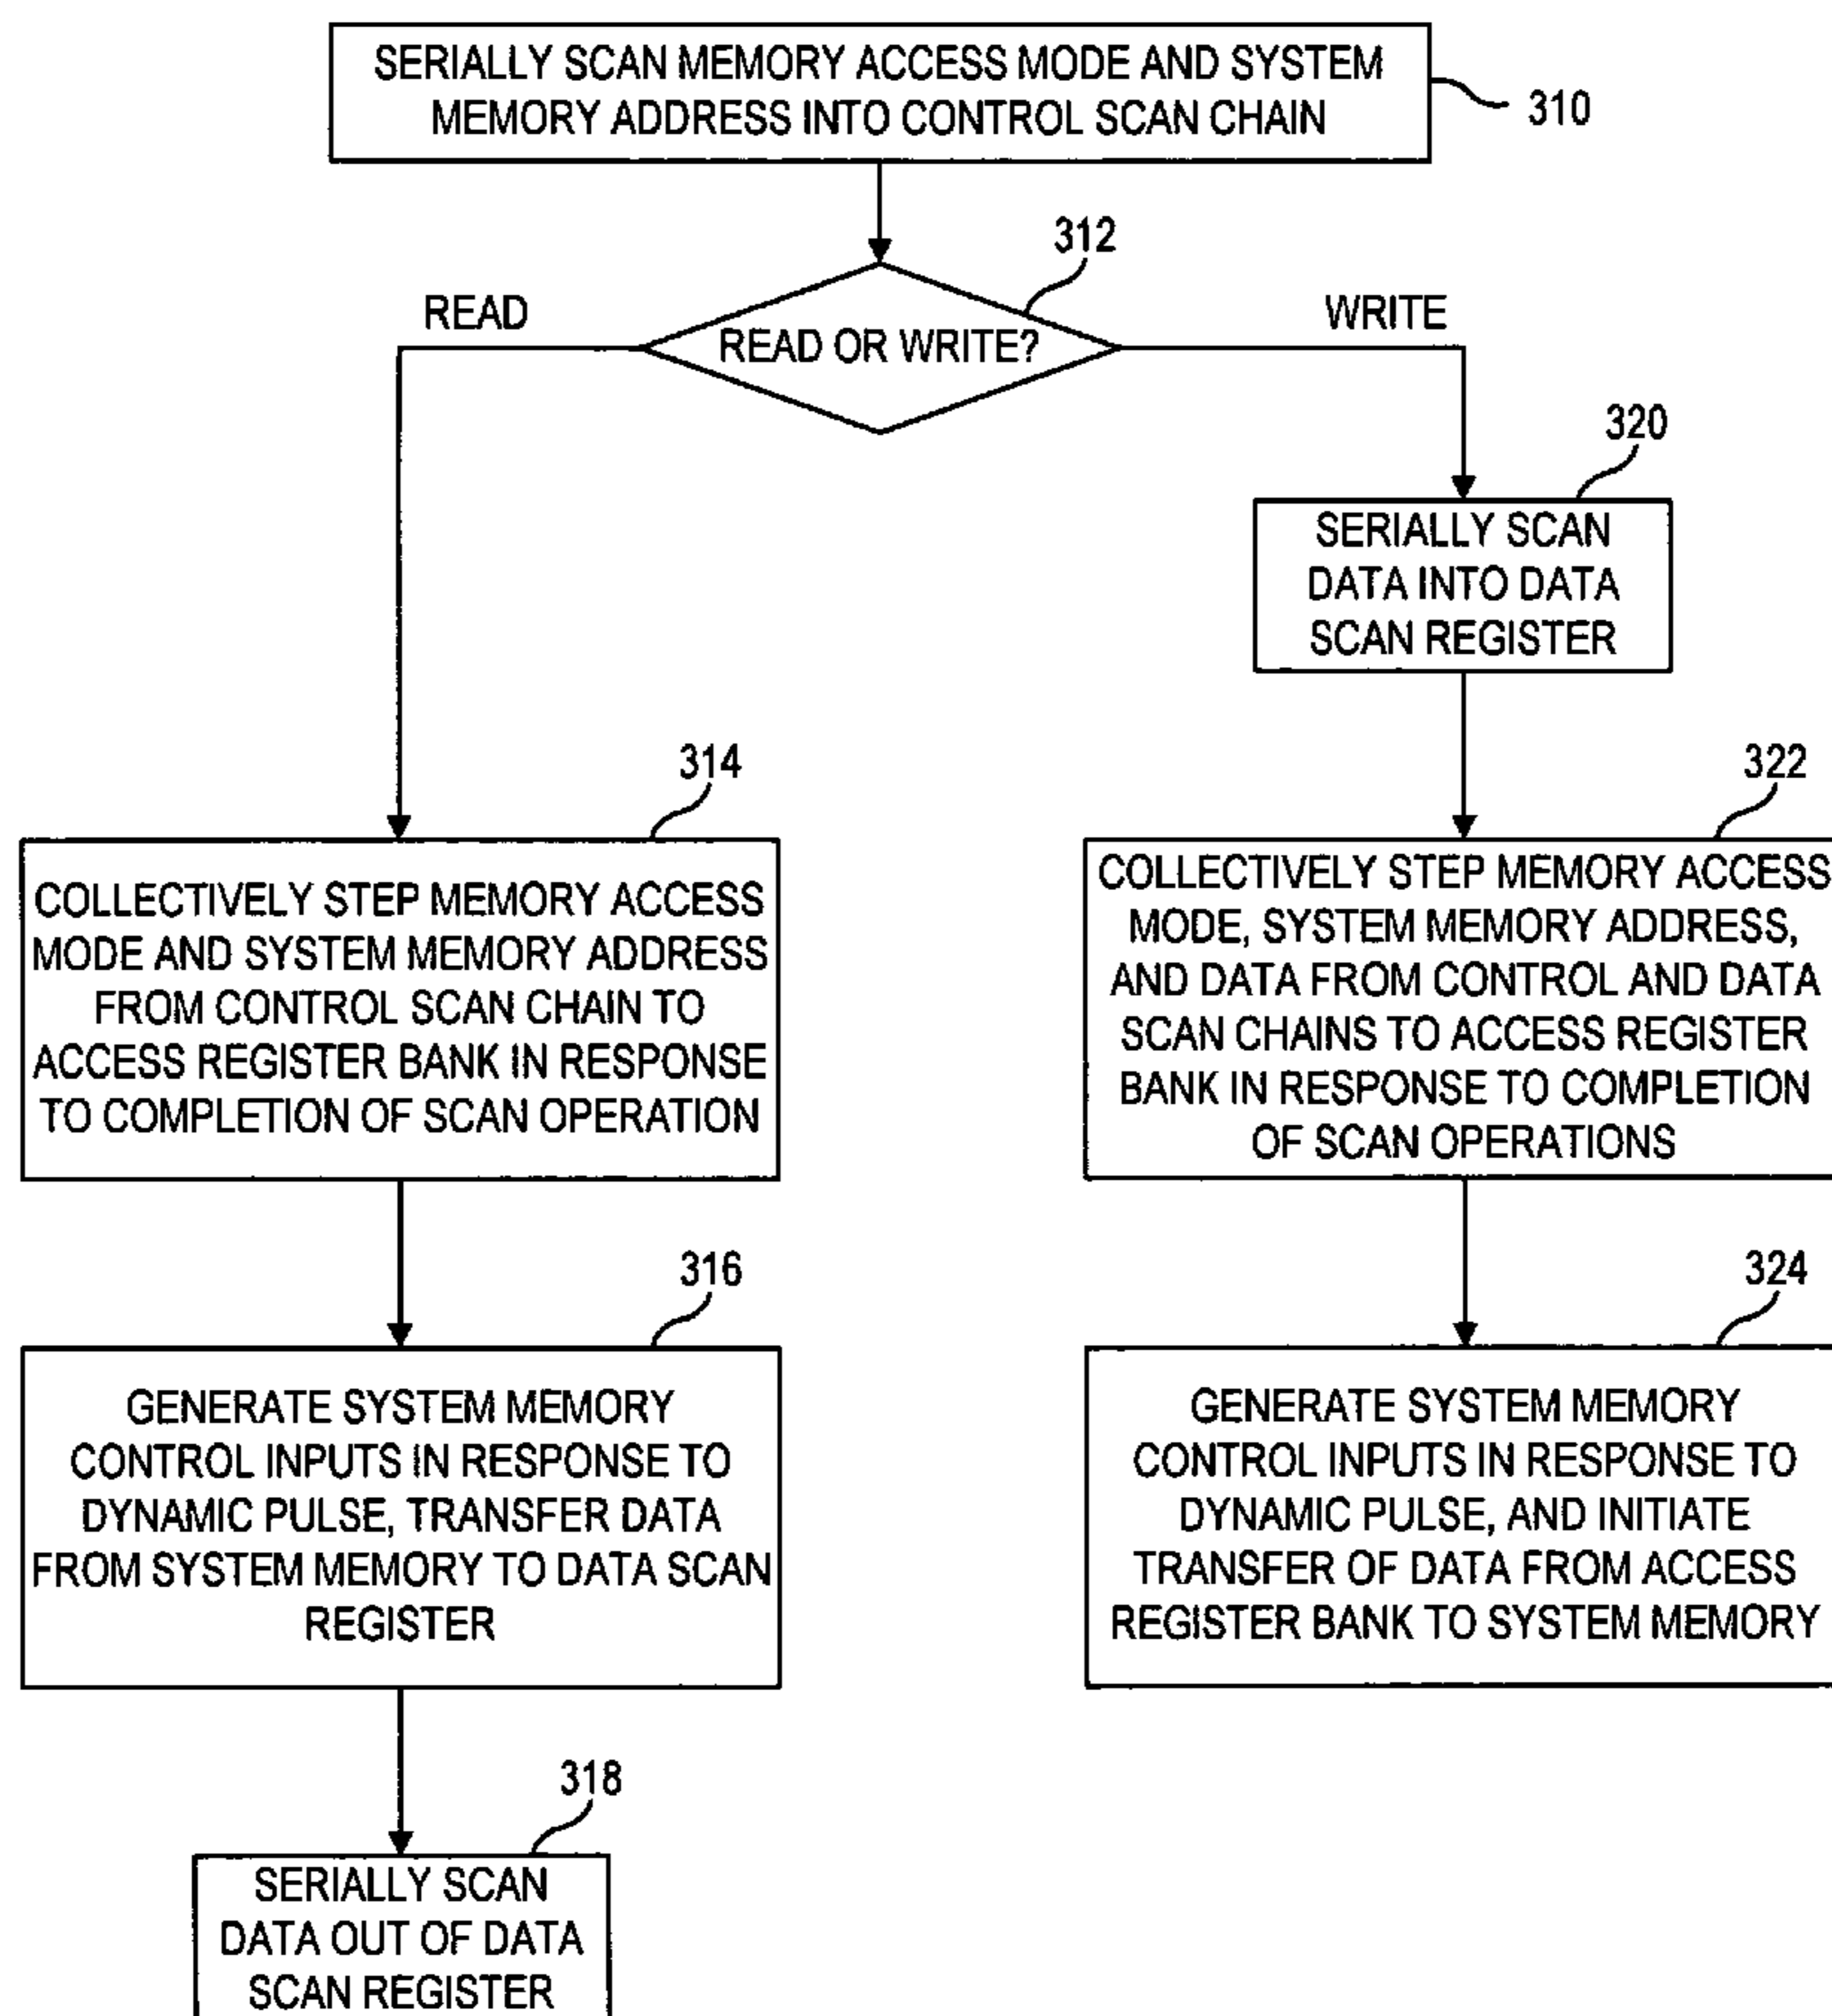 SERIALLY SCAN MEMORY ACCESS MODE AND SYSTEM
MEMORY ADDRESS INTO CONTROL SCAN CHAIN
310
312
READ
READ OR WRITE?
WRITE
320
SERIALLY SCAN
DATA INTO DATA
SCAN REGISTER
314
COLLECTIVELY STEP MEMORY ACCESS
MODE AND SYSTEM MEMORY ADDRESS
FROM CONTROL SCAN CHAIN TO
ACCESS REGISTER BANK IN RESPONSE
TO COMPLETION OF SCAN OPERATION
322
COLLECTIVELY STEP MEMORY ACCESS
MODE, SYSTEM MEMORY ADDRESS,
AND DATA FROM CONTROL AND DATA
SCAN CHAINS TO ACCESS REGISTER
BANK IN RESPONSE TO COMPLETION
OF SCAN OPERATIONS
316
GENERATE SYSTEM MEMORY
CONTROL INPUTS IN RESPONSE TO
DYNAMIC PULSE, TRANSFER DATA
FROM SYSTEM MEMORY TO DATA SCAN
REGISTER
324
GENERATE SYSTEM MEMORY
CONTROL INPUTS IN RESPONSE TO
DYNAMIC PULSE, AND INITIATE
TRANSFER OF DATA FROM ACCESS
REGISTER BANK TO SYSTEM MEMORY
318
SERIALLY SCAN
DATA OUT OF DATA
SCAN REGISTER